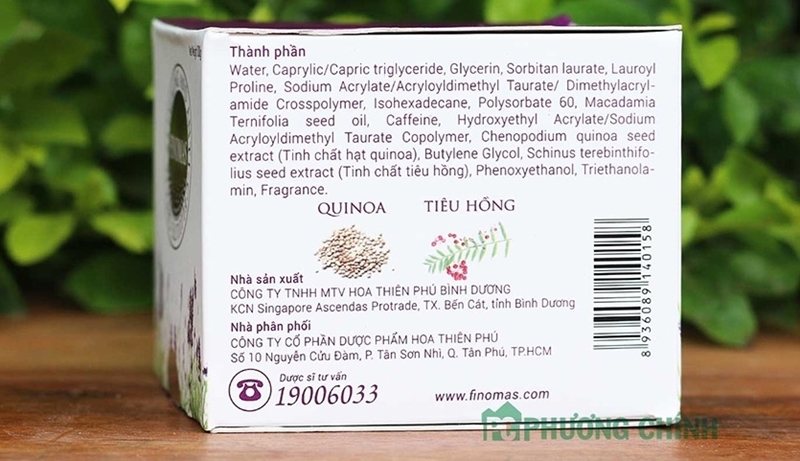 Thành phần
Water, Caprylic/Capric triglyceride, Glycerin, Sorbitan laurate, Lauroyl
Proline, Sodium Acrylate/Acryloyldimethyl Taurate/ Dimethylacryl-
amide Crosspolymer, Isohexadecane, Polysorbate 60, Macadamia
Ternifolia seed oil, Caffeine, Hydroxyethyl Acrylate/Sodium
Acryloyldimethyl Taurate Copolymer, Chenopodium quinoa seed
extract (Tinh chất hạt quinoa), Butylene Glycol, Schinus terebinthifo-
lius seed extract (Tinh chất tiêu hồng), Phenoxyethanol, Triethanola-
min, Fragrance.
QUINOA TIÊU HỒNG
Nhà sản xuất
CÔNG TY TNHH MTV HOA THIÊN PHÚ BÌNH DƯƠNG
KCN Singapore Ascendas Protrade, TX. Bến Cát, tỉnh Bình Dương
Nhà phân phối
CÔNG TY CỔ PHẦN DƯỢC PHẨM HOA THIÊN PHÚ
Số 10 Nguyễn Cửu Đàm, P. Tân Sơn Nhì, Q. Tân Phú, TP.HCM
Dược sĩ tư vấn
19006033
www.finomas.com
8 936089 140158
PC PHƯƠNG CHINH